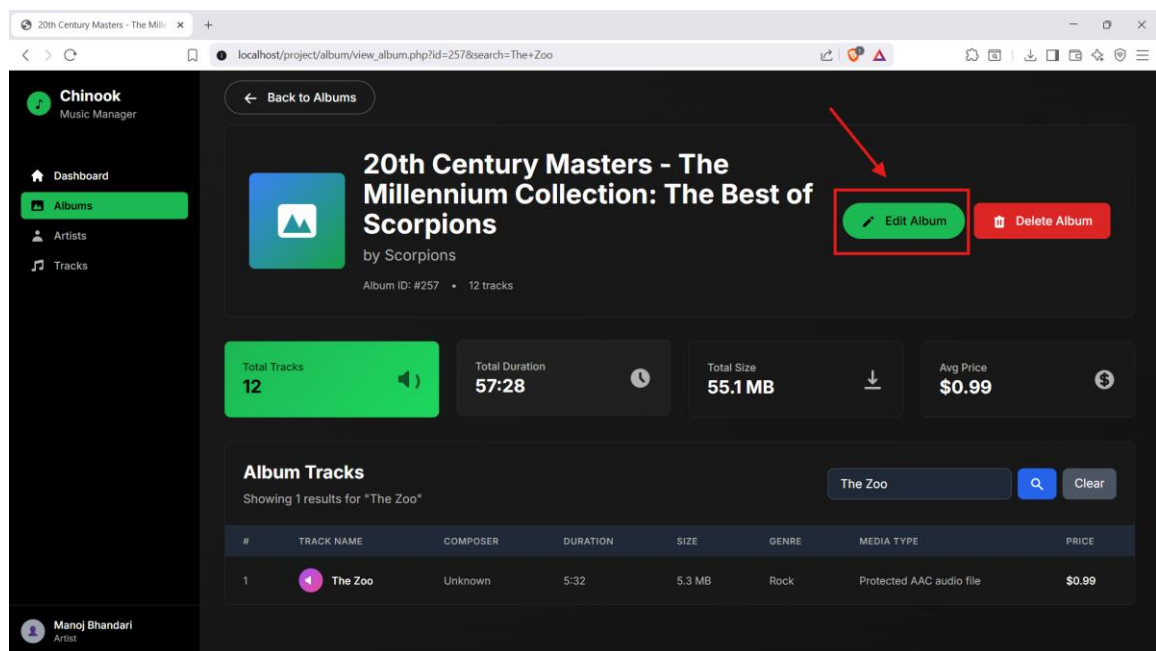 20th Century Masters - The Mille
localhost/project/album/view_album.php?id=257&search=The+Zoo
Chinook
Music Manager
Dashboard
Albums
Artists
Tracks
Manoj Bhandari
Artist
Back to Albums
20th Century Masters - The
Millennium Collection: The Best of
Scorpions
by Scorpions
Album ID: #257 • 12 tracks
Edit Album
Delete Album
Total Tracks
12
Total Duration
57:28
Total Size
55.1 MB
Avg Price
$0.99
Album Tracks
Showing 1 results for "The Zoo"
The Zoo
Clear
# TRACK NAME COMPOSER DURATION SIZE GENRE MEDIA TYPE PRICE
1 The Zoo Unknown 5:32 5.3 MB Rock Protected AAC audio file $0.99